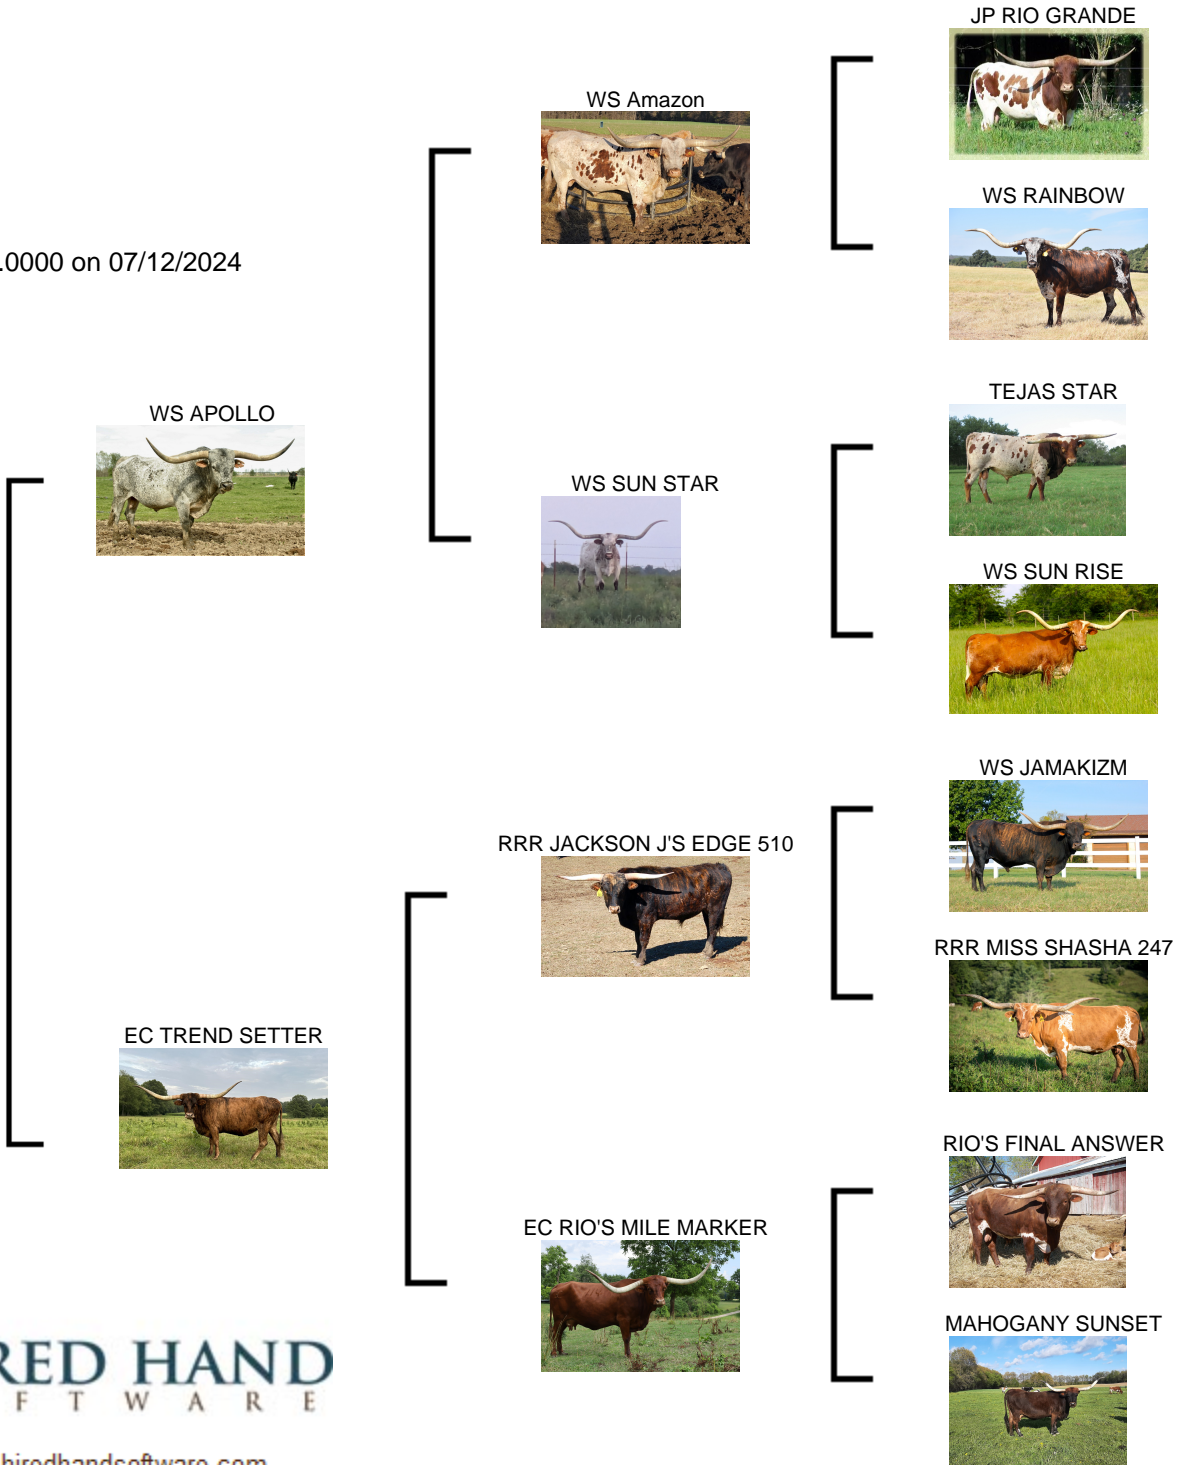 JP RIO GRANDE
WS Amazon
WS RAINBOW
.0000 on 07/12/2024
TEJAS STAR
WS APOLLO
WS SUN STAR
WS SUN RISE
WS JAMAKIZM
RRR JACKSON J'S EDGE 510
RRR MISS SHASHA 247
EC TREND SETTER
RIO'S FINAL ANSWER
EC RIO'S MILE MARKER
MAHOGANY SUNSET
RED HAND
F T W A R E
hiredhandsoftware.com